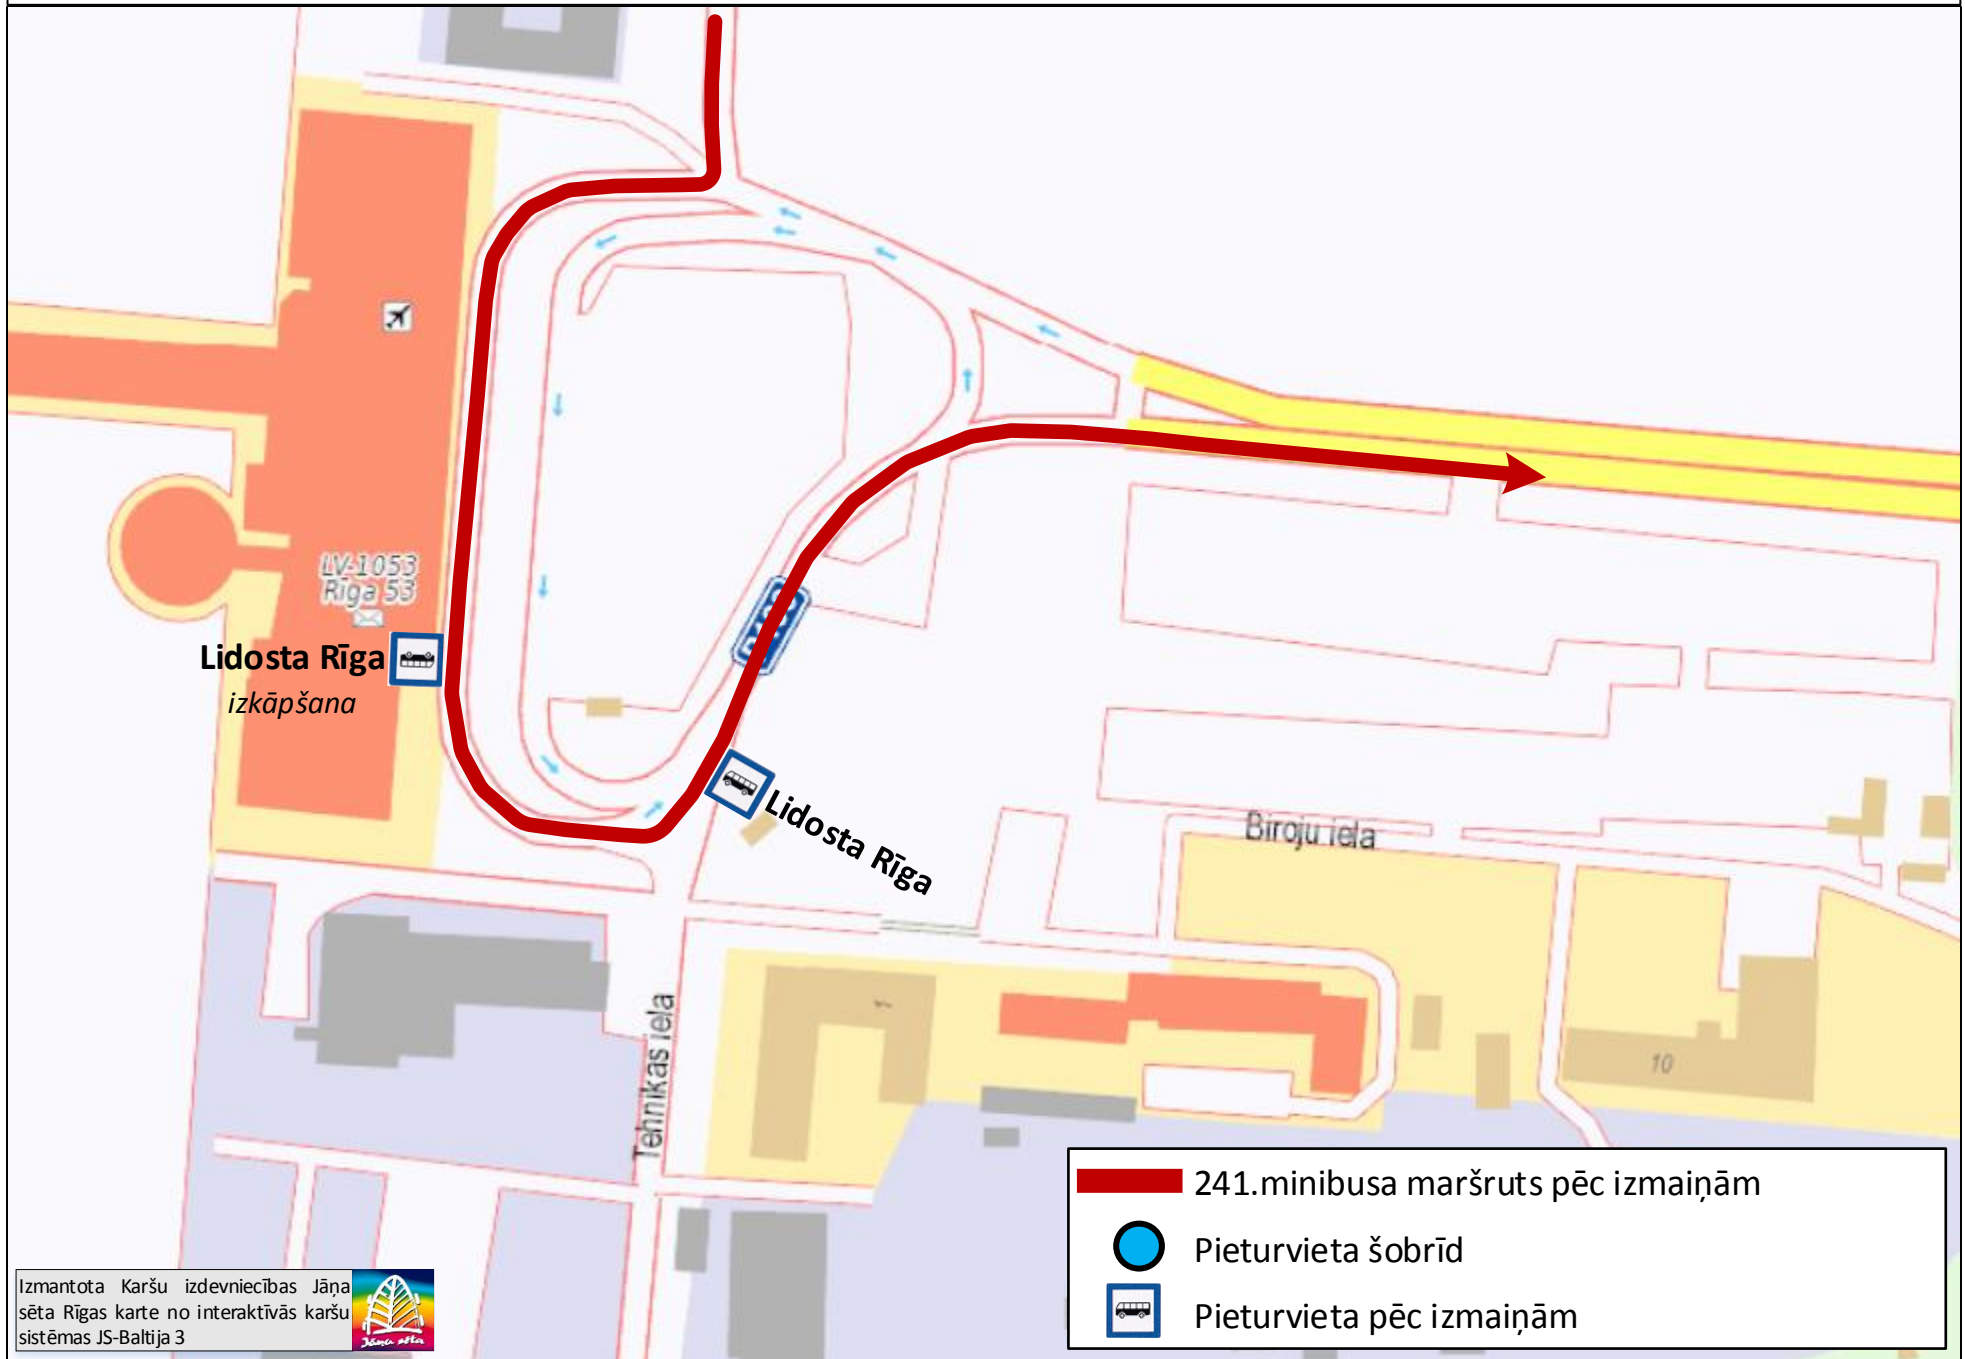 LV-1053
Rīga 53
Lidosta Rīga
izkāpšana
Lidosta Rīga
Biroju iela
Tehnikas iela
10
241.minibusa maršruts pēc izmaiņām
Pieturvieta šobrīd
Pieturvieta pēc izmaiņām
Izmantota Karšu izdevniecības Jāņa
sēta Rīgas karte no interaktīvās karšu
sistēmas JS-Baltija 3
Jāņa sēta